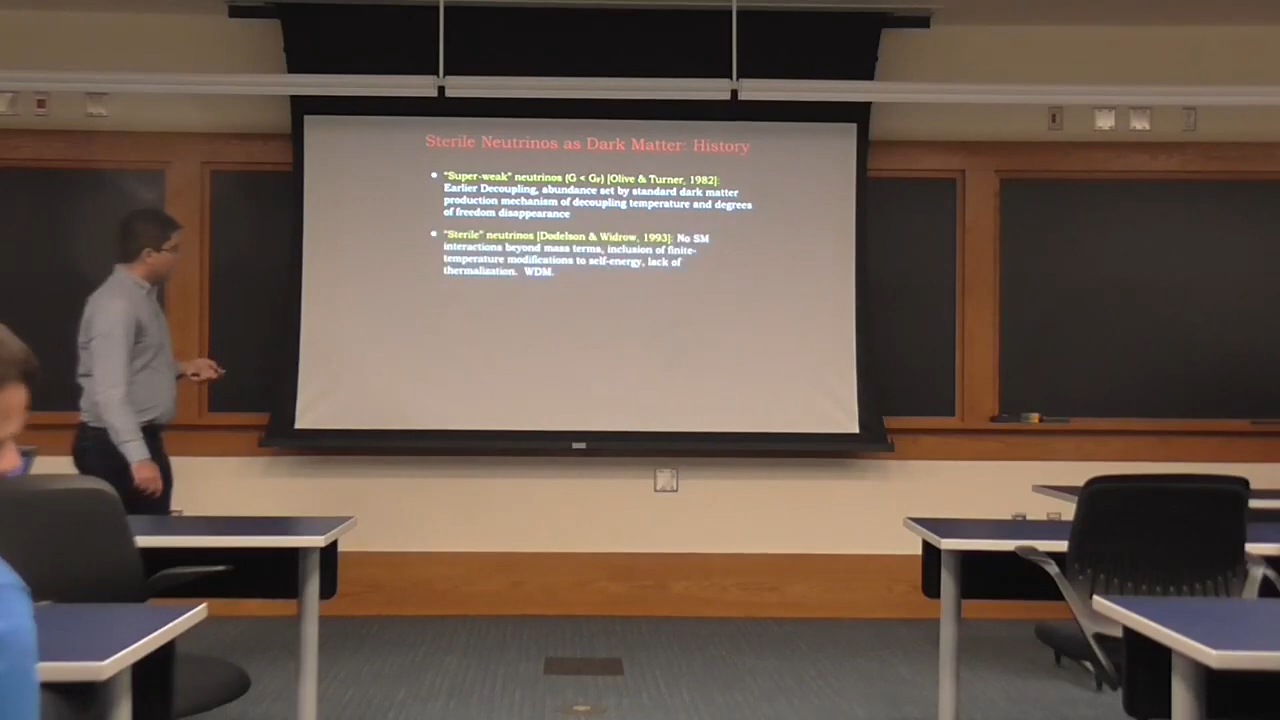 Sterile Neutrinos as Dark Matter: History
"Super-weak" neutrinos (G < GF) [Olive & Turner, 1982]:
Earlier Decoupling, abundance set by standard dark matter
production mechanism of decoupling temperature and degrees
of freedom disappearance
"Sterile" neutrinos [Dodelson & Widrow, 1993]: No SM
interactions beyond mass terms, inclusion of finite-
temperature modifications to self-energy, lack of
thermalization. WDM.